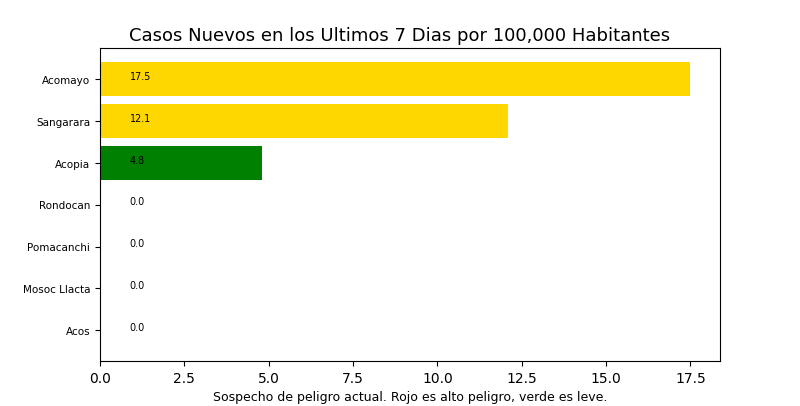 Casos Nuevos en los Ultimos 7 Dias por 100,000 Habitantes
Acomayo 17.5
Sangarara 12.1
Acopia 4.8
Rondocan 0.0
Pomacanchi 0.0
Mosoc Llacta 0.0
Acos 0.0
0.0 2.5 5.0 7.5 10.0 12.5 15.0 17.5
Sospecho de peligro actual. Rojo es alto peligro, verde es leve.